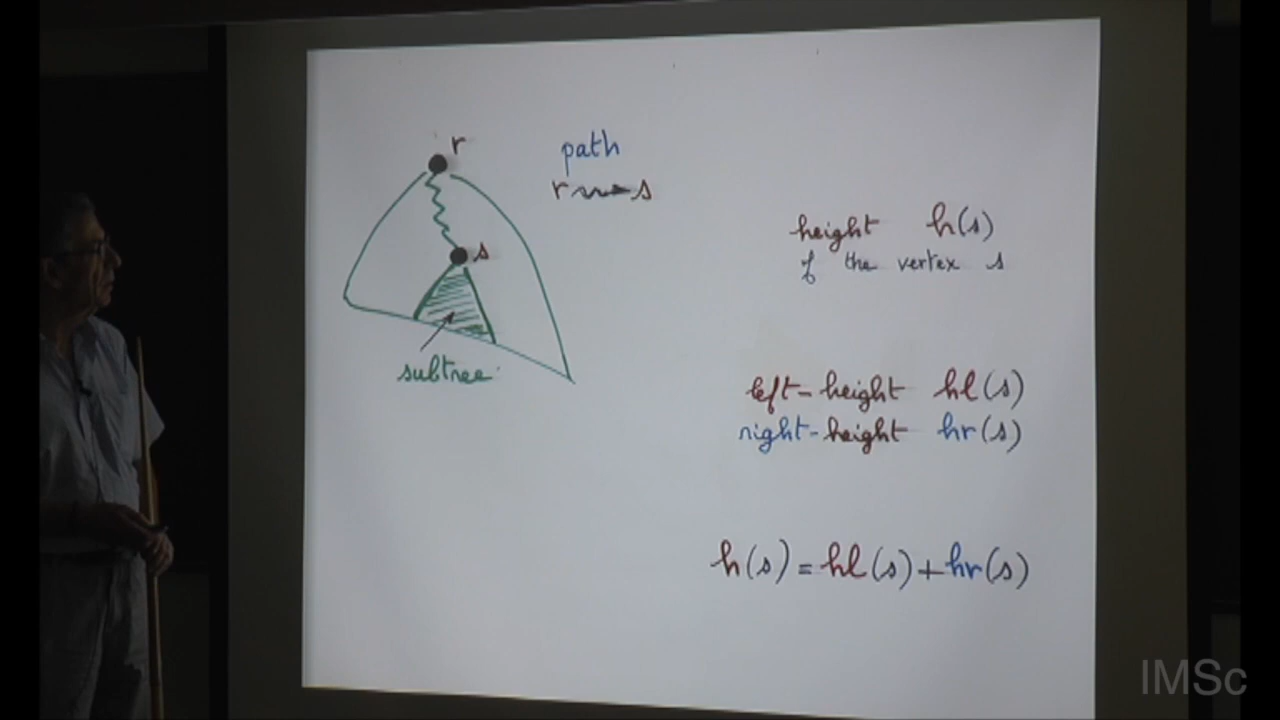 r
path
r s
s
subtree
height h(s)
of the vertex s
left-height hl(s)
right-height hr(s)
h(s) = hl(s) + hr(s)
IMSc